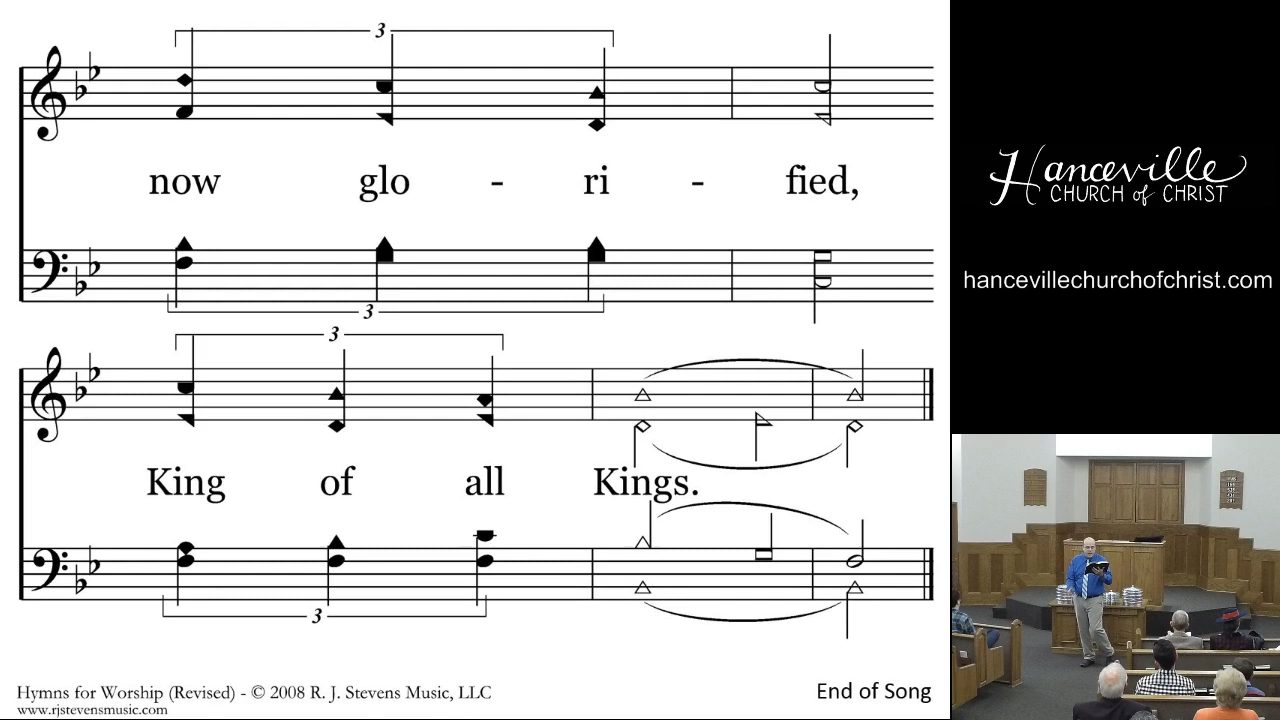 3
now glo - ri - fied,
3
3
King of all Kings.
3
Hymns for Worship (Revised) - © 2008 R. J. Stevens Music, LLC
www.rjstevensmusic.com
End of Song
Hanceville
CHURCH of CHRIST
hancevillechurchofchrist.com